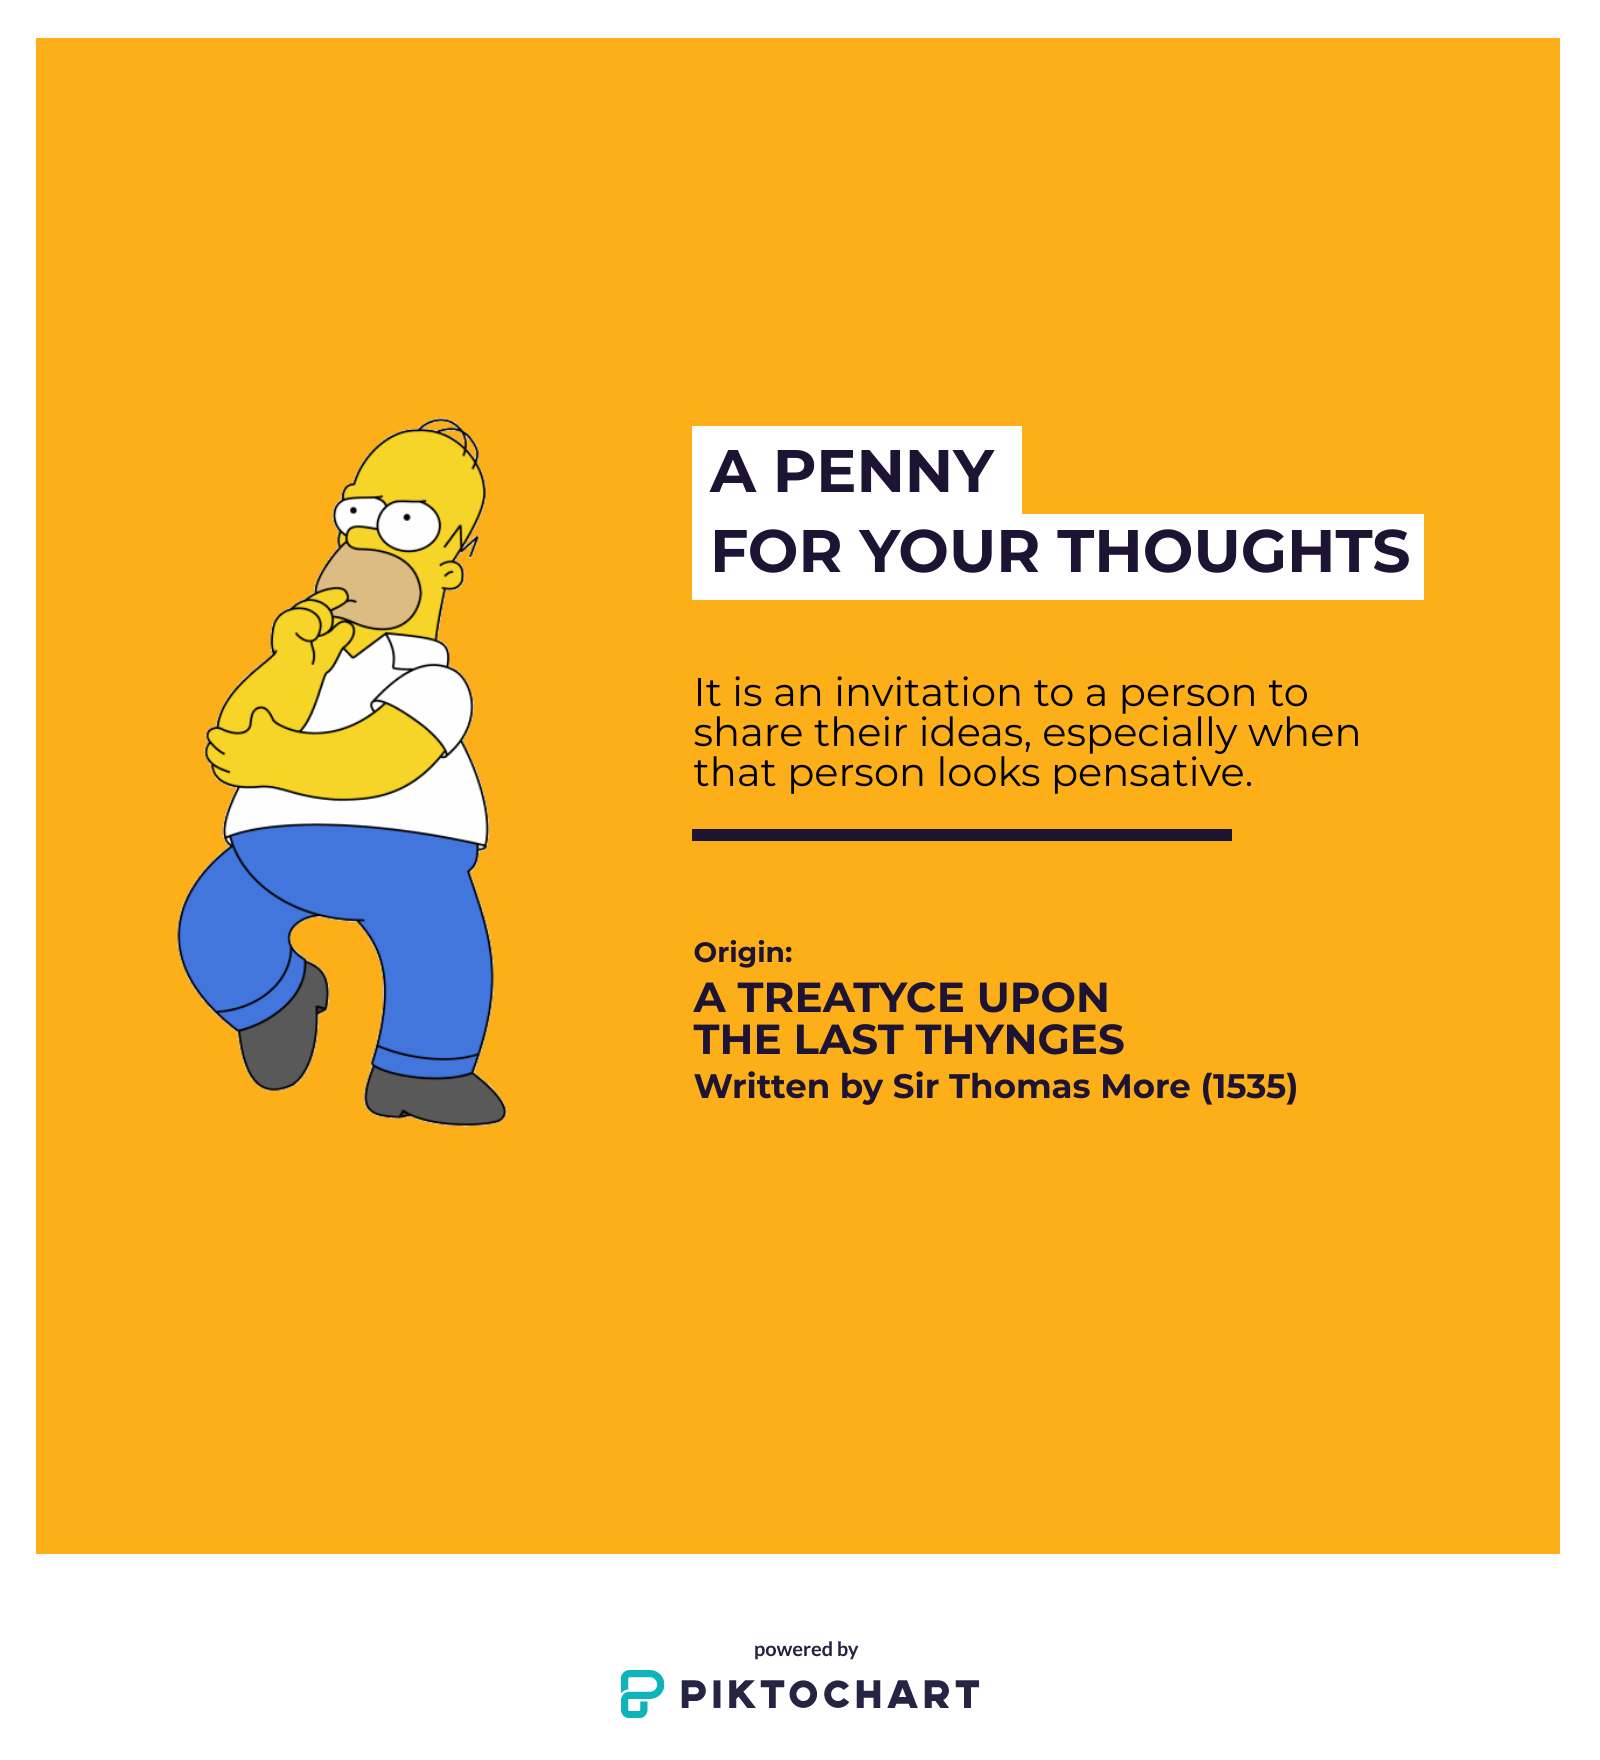 A PENNY
FOR YOUR THOUGHTS
It is an invitation to a person to
share their ideas, especially when
that person looks pensative.
Origin:
A TREATYCE UPON
THE LAST THYNGES
Written by Sir Thomas More (1535)
powered by
PIKTOCHART